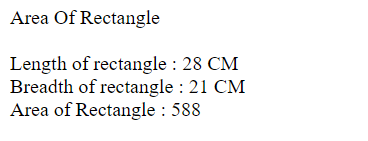 Area Of Rectangle
Length of rectangle : 28 CM
Breadth of rectangle : 21 CM
Area of Rectangle : 588